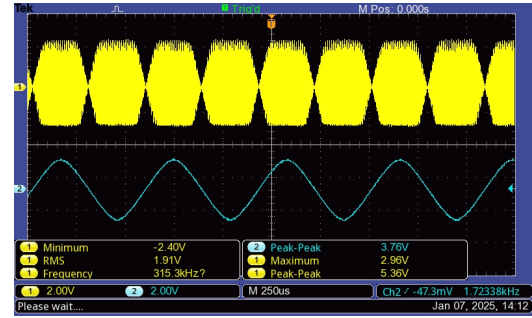 Tek Trig'd M Pos: 0.000s
T
1
2
1 Minimum -2.40V 2 Peak-Peak 3.76V
1 RMS 1.91V 1 Maximum 2.96V
1 Frequency 315.3kHz? 1 Peak-Peak 5.36V
1 2.00V 2 2.00V M 250us Ch2 -47.3mV 1.72338kHz
Please wait.... Jan 07, 2025, 14:12